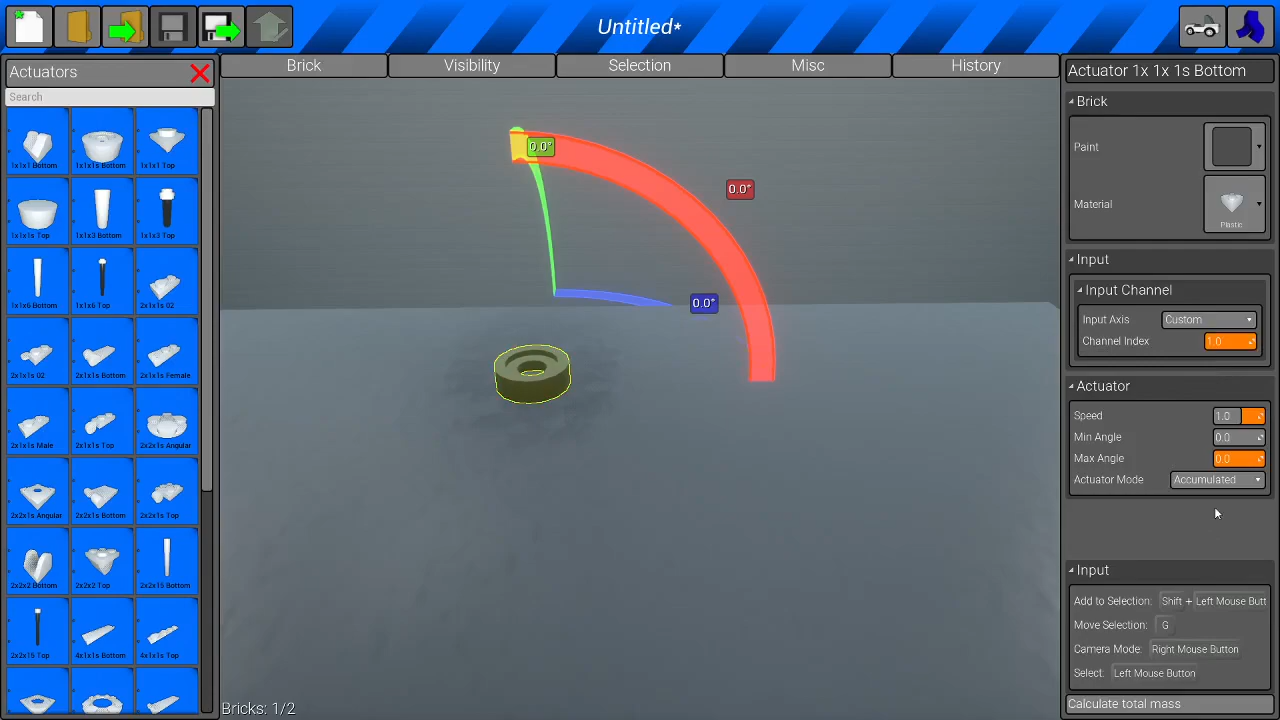 Untitled*
Actuators
Search
1x1x1 Bottom
1x1x1s Bottom
1x1x1 Top
1x1x1s Top
1x1x3 Bottom
1x1x3 Top
1x1x6 Bottom
1x1x6 Top
2x1x1s 02
2x1x1s 02
2x1x1s Bottom
2x1x1s Female
2x1x1s Male
2x1x1s Top
2x2x1s Angular
2x2x1s Angular
2x2x1s Bottom
2x2x1s Top
2x2x2 Bottom
2x2x2 Top
2x2x15 Bottom
2x2x15 Top
4x1x1s Bottom
4x1x1s Top
Brick
Visibility
Selection
Misc
History
0.0°
0.0°
0.0°
Bricks: 1/2
Actuator 1x 1x 1s Bottom
Brick
Paint
Material
Plastic
Input
Input Channel
Input Axis
Custom
Channel Index
1.0
Actuator
Speed
1.0
Min Angle
0.0
Max Angle
0.0
Actuator Mode
Accumulated
Input
Add to Selection: Shift + Left Mouse Butt
Move Selection: G
Camera Mode: Right Mouse Button
Select: Left Mouse Button
Calculate total mass